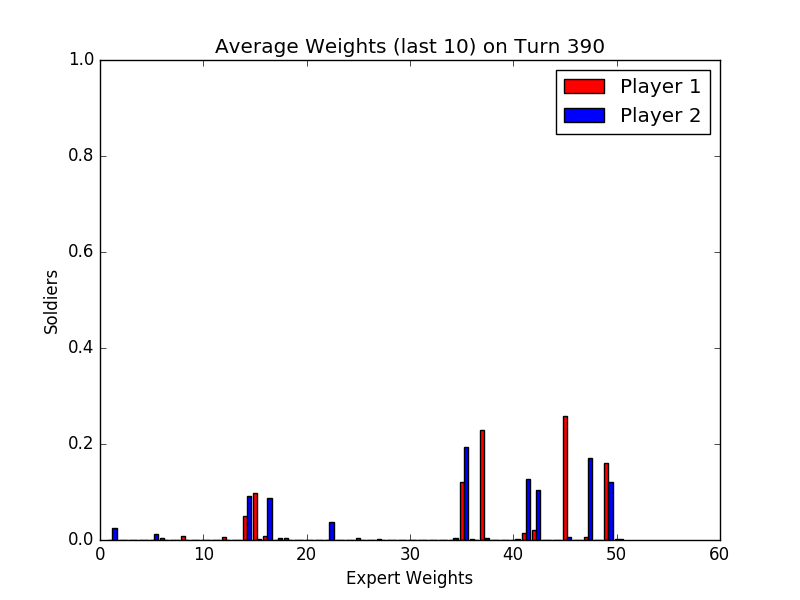 Average Weights (last 10) on Turn 390
1.0
0.8
0.6
0.4
0.2
0.0
Soldiers
Player 1
Player 2
0 10 20 30 40 50 60
Expert Weights